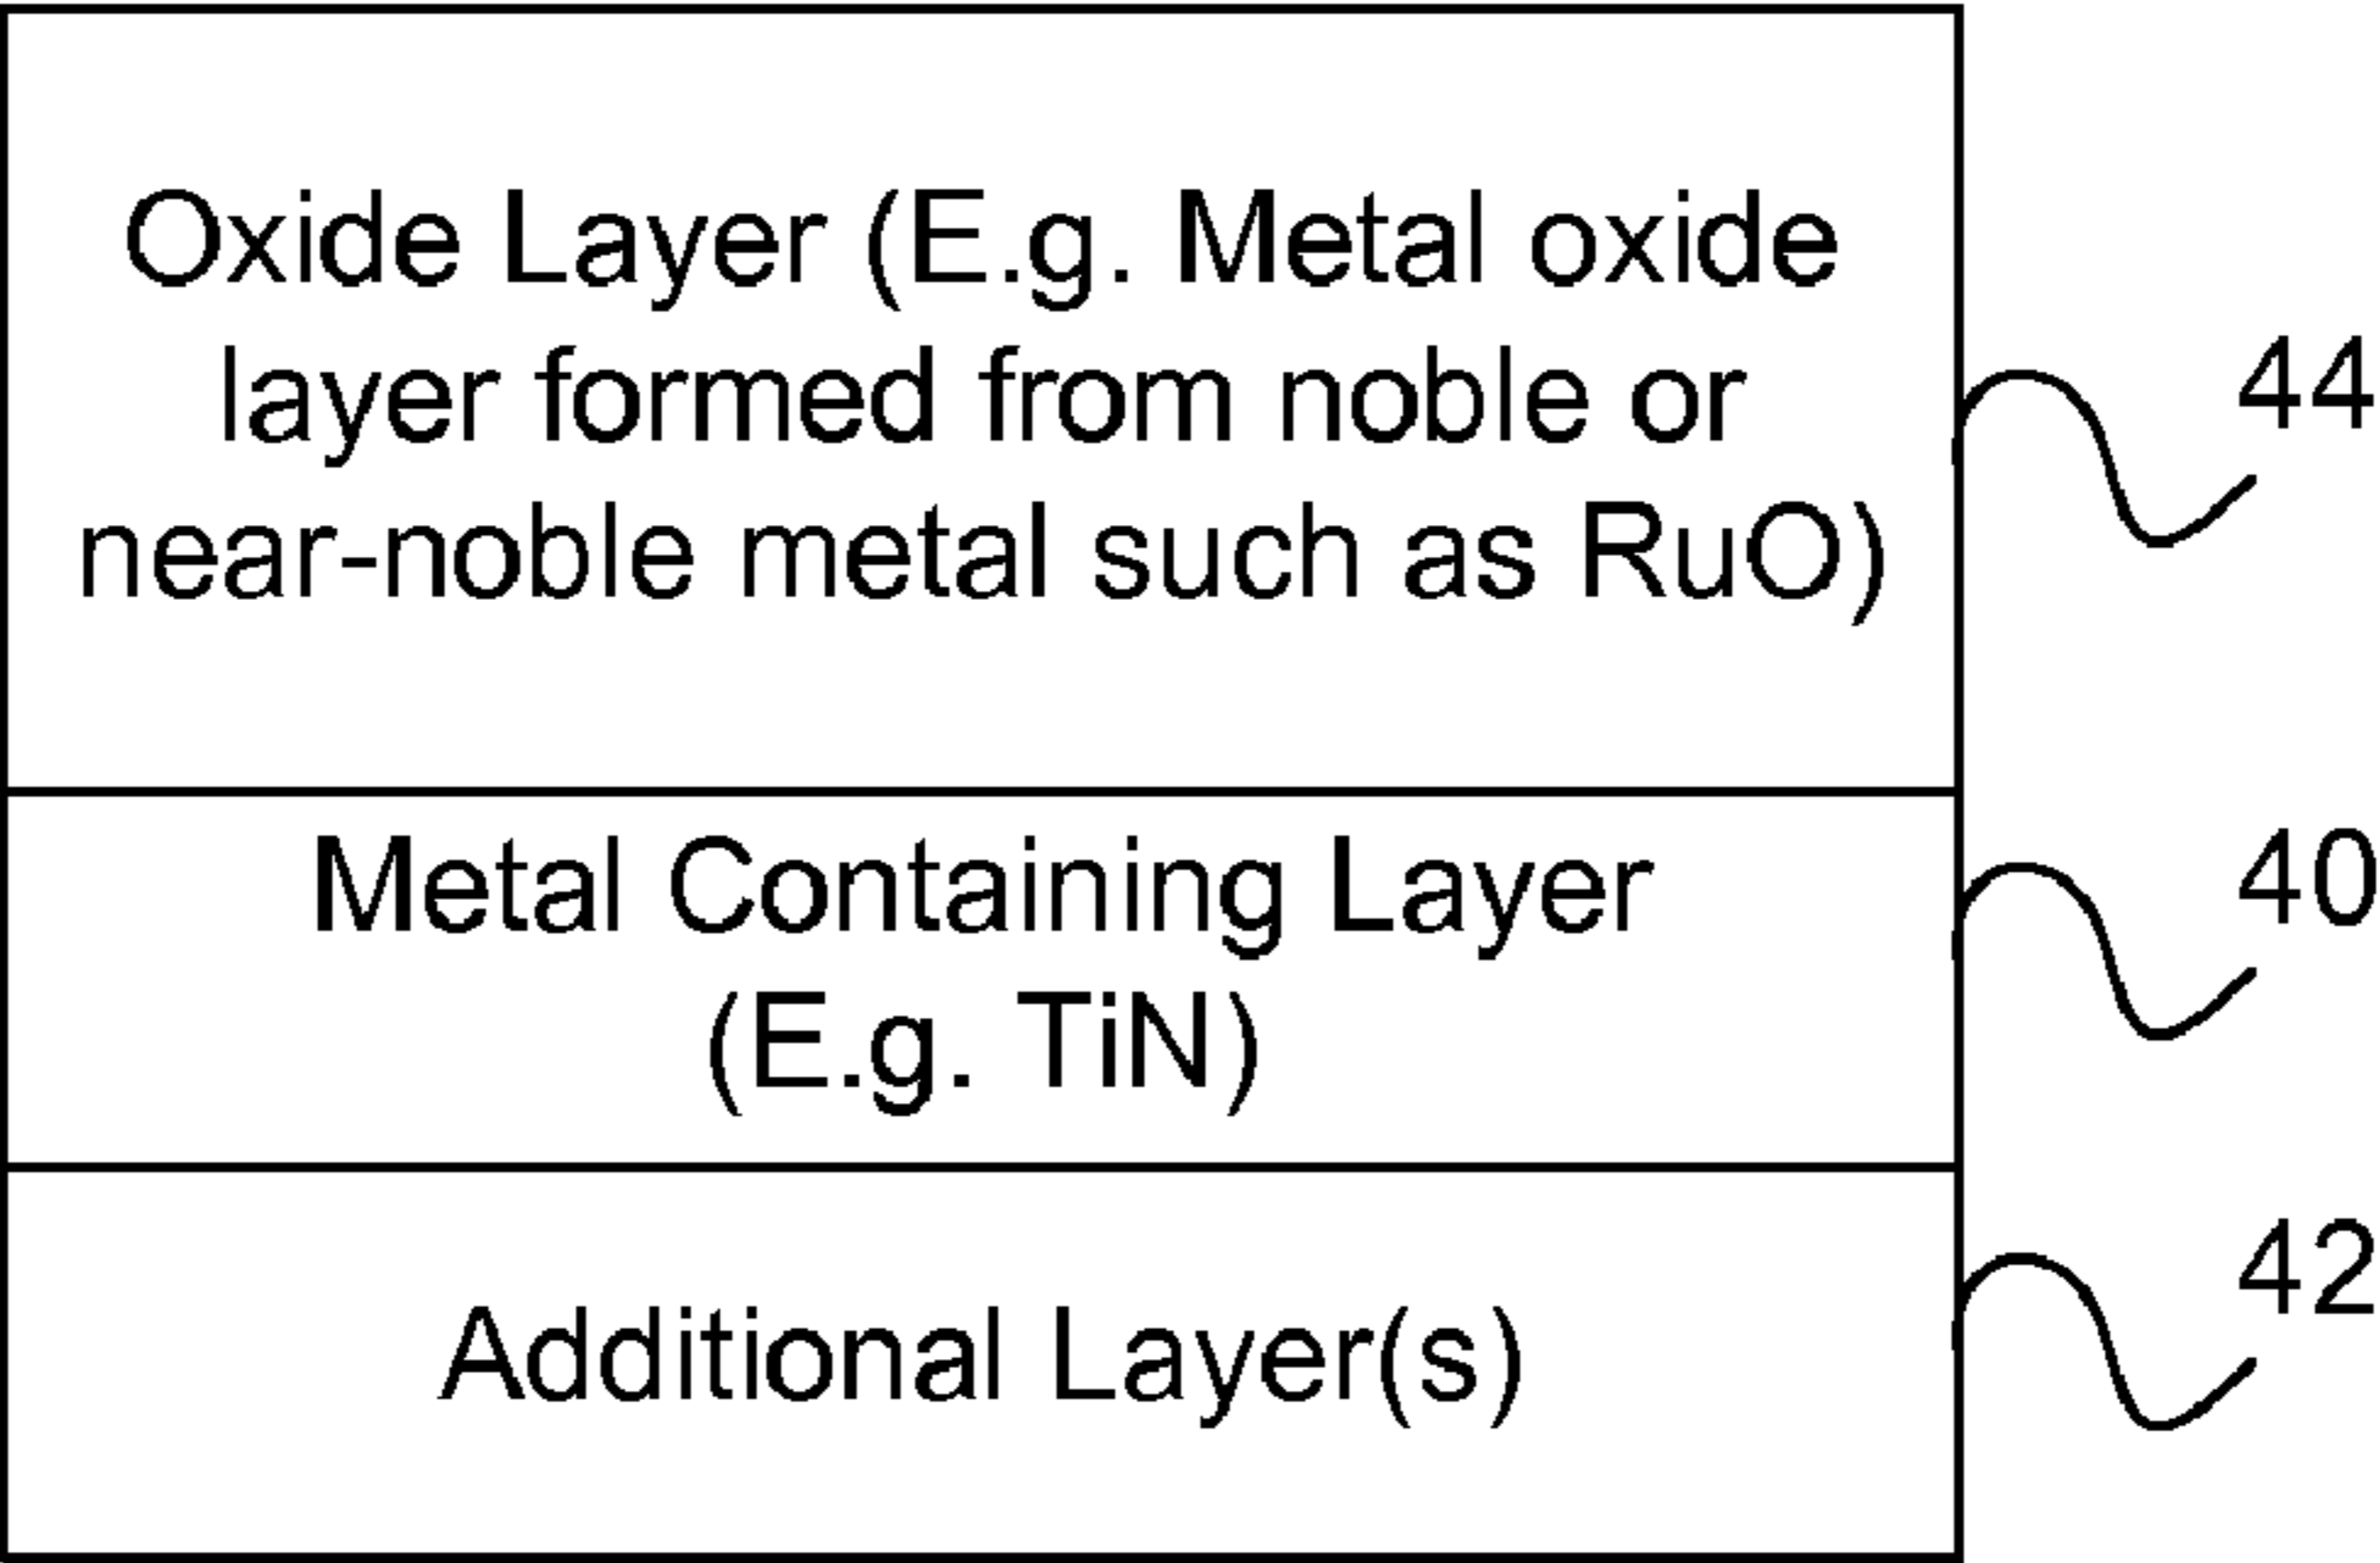 Oxide Layer (E.g. Metal oxide
layer formed from noble or
near-noble metal such as RuO)
44
Metal Containing Layer
(E.g. TiN)
40
Additional Layer(s)
42